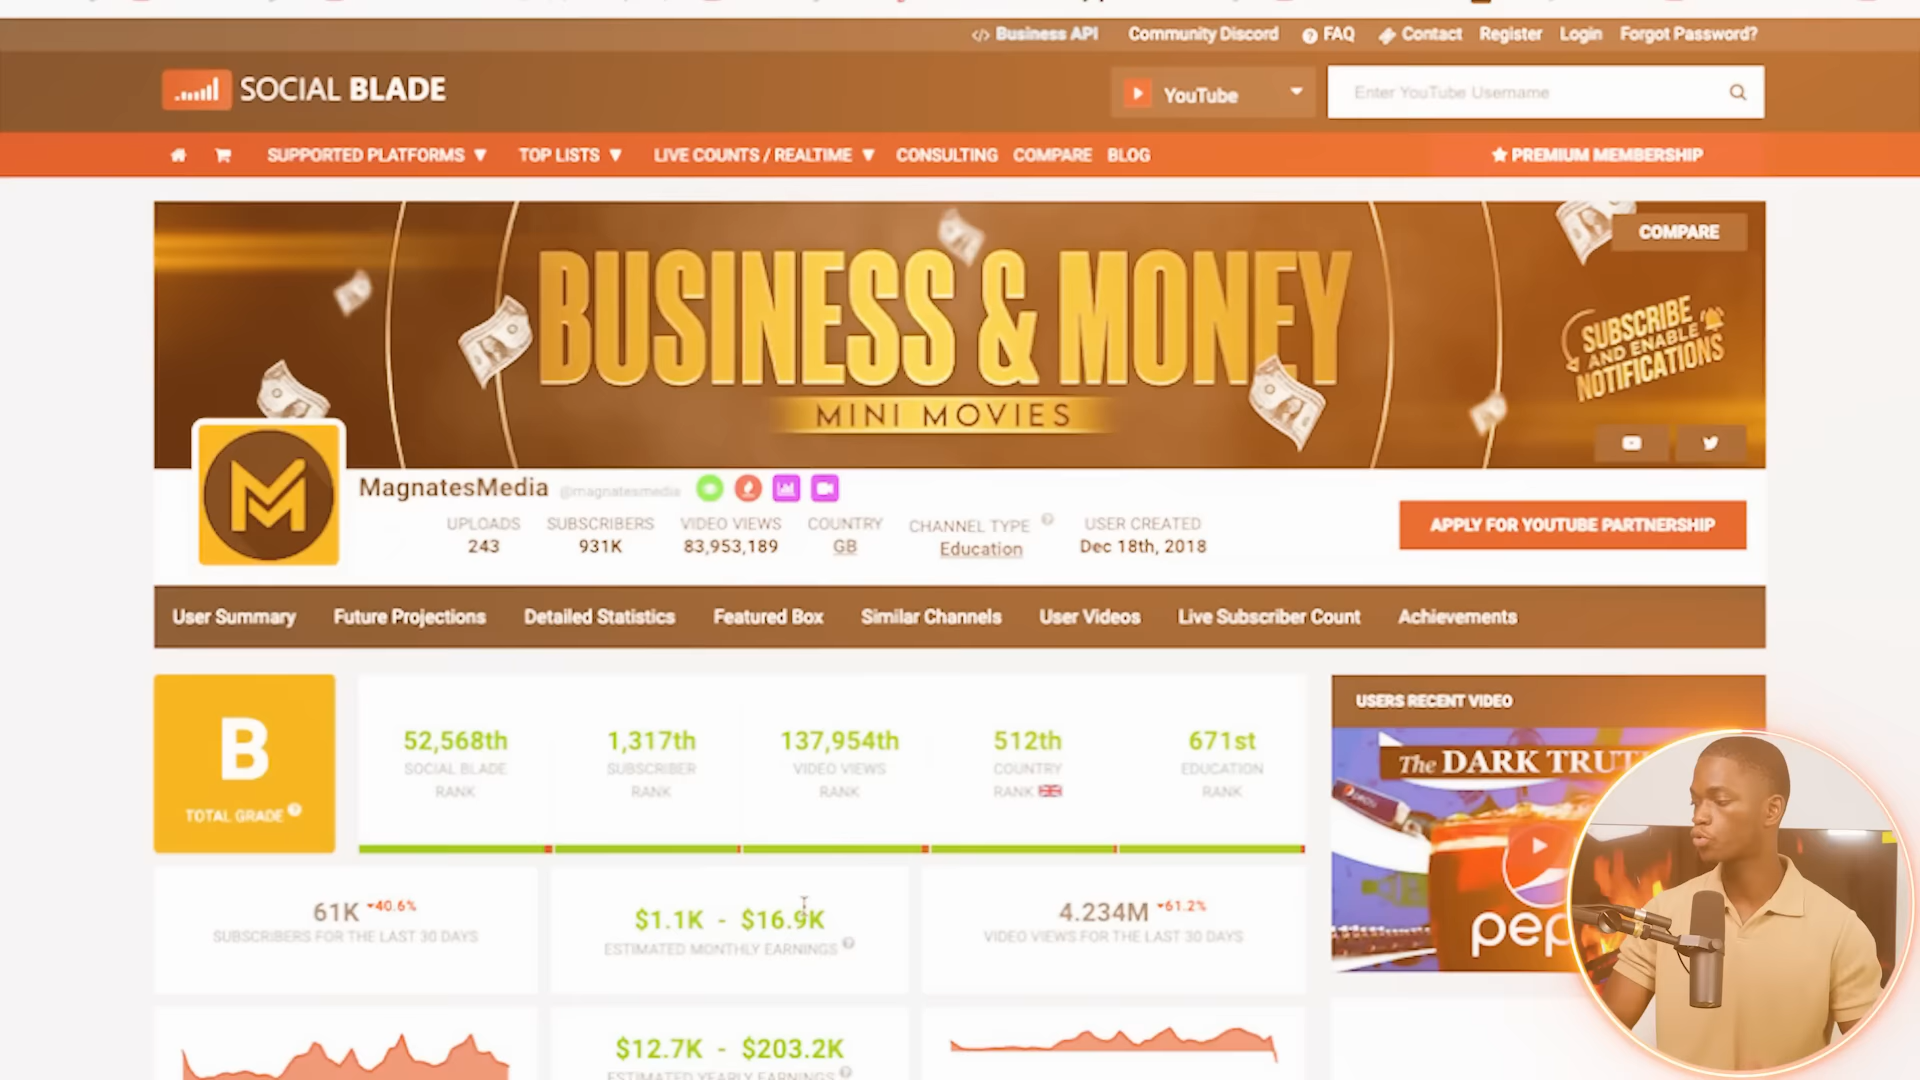 Business API Community Discord FAQ Contact Register Login Forgot Password?
SOCIAL BLADE
YouTube
Enter YouTube Username
SUPPORTED PLATFORMS TOP LISTS LIVE COUNTS / REALTIME CONSULTING COMPARE BLOG
PREMIUM MEMBERSHIP
COMPARE
BUSINESS & MONEY
MINI MOVIES
SUBSCRIBE
AND ENABLE
NOTIFICATIONS
MagnatesMedia @magnatesmedia
UPLOADS SUBSCRIBERS VIDEO VIEWS COUNTRY CHANNEL TYPE USER CREATED
243 931K 83,953,189 GB Education Dec 18th, 2018
APPLY FOR YOUTUBE PARTNERSHIP
User Summary Future Projections Detailed Statistics Featured Box Similar Channels User Videos Live Subscriber Count Achievements
B
TOTAL GRADE
52,568th 1,317th 137,954th 512th 671st
SOCIAL BLADE SUBSCRIBER VIDEO VIEWS COUNTRY EDUCATION
RANK RANK RANK RANK RANK
USERS RECENT VIDEO
The DARK TRUT
pep
61K 40.6%
SUBSCRIBERS FOR THE LAST 30 DAYS
$1.1K - $16.9K
ESTIMATED MONTHLY EARNINGS
4.234M 61.2%
VIDEO VIEWS FOR THE LAST 30 DAYS
$12.7K - $203.2K
ESTIMATED YEARLY EARNINGS